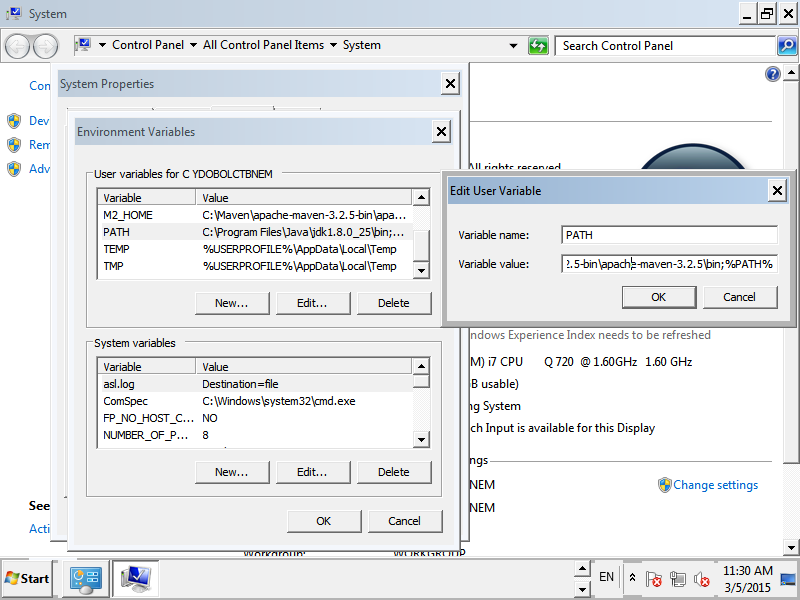 System
Control Panel All Control Panel Items System
Search Control Panel
System Properties
Dev
Rem
Adv
Environment Variables
User variables for C YDOBOLCTBNEM
Variable Value
M2_HOME C:\Maven\apache-maven-3.2.5-bin\apa...
PATH C:\Program Files\Java\jdk1.8.0_25\bin;...
TEMP %USERPROFILE%\AppData\Local\Temp
TMP %USERPROFILE%\AppData\Local\Temp
New... Edit... Delete
System variables
Variable Value
asl.log Destination=file
ComSpec C:\Windows\system32\cmd.exe
FP_NO_HOST_C... NO
NUMBER_OF_P... 8
New... Edit... Delete
OK Cancel
All rights reserved.
Edit User Variable
Variable name: PATH
Variable value: 2.5-bin\apache-maven-3.2.5\bin;%PATH%
OK Cancel
ndows Experience Index needs to be refreshed
M) i7 CPU Q 720 @ 1.60GHz 1.60 GHz
B usable)
ng System
ch Input is available for this Display
ngs
NEM
Change settings
NEM
See
Acti
Workgroup: WORKGROUP
Start
EN
11:30 AM
3/5/2015